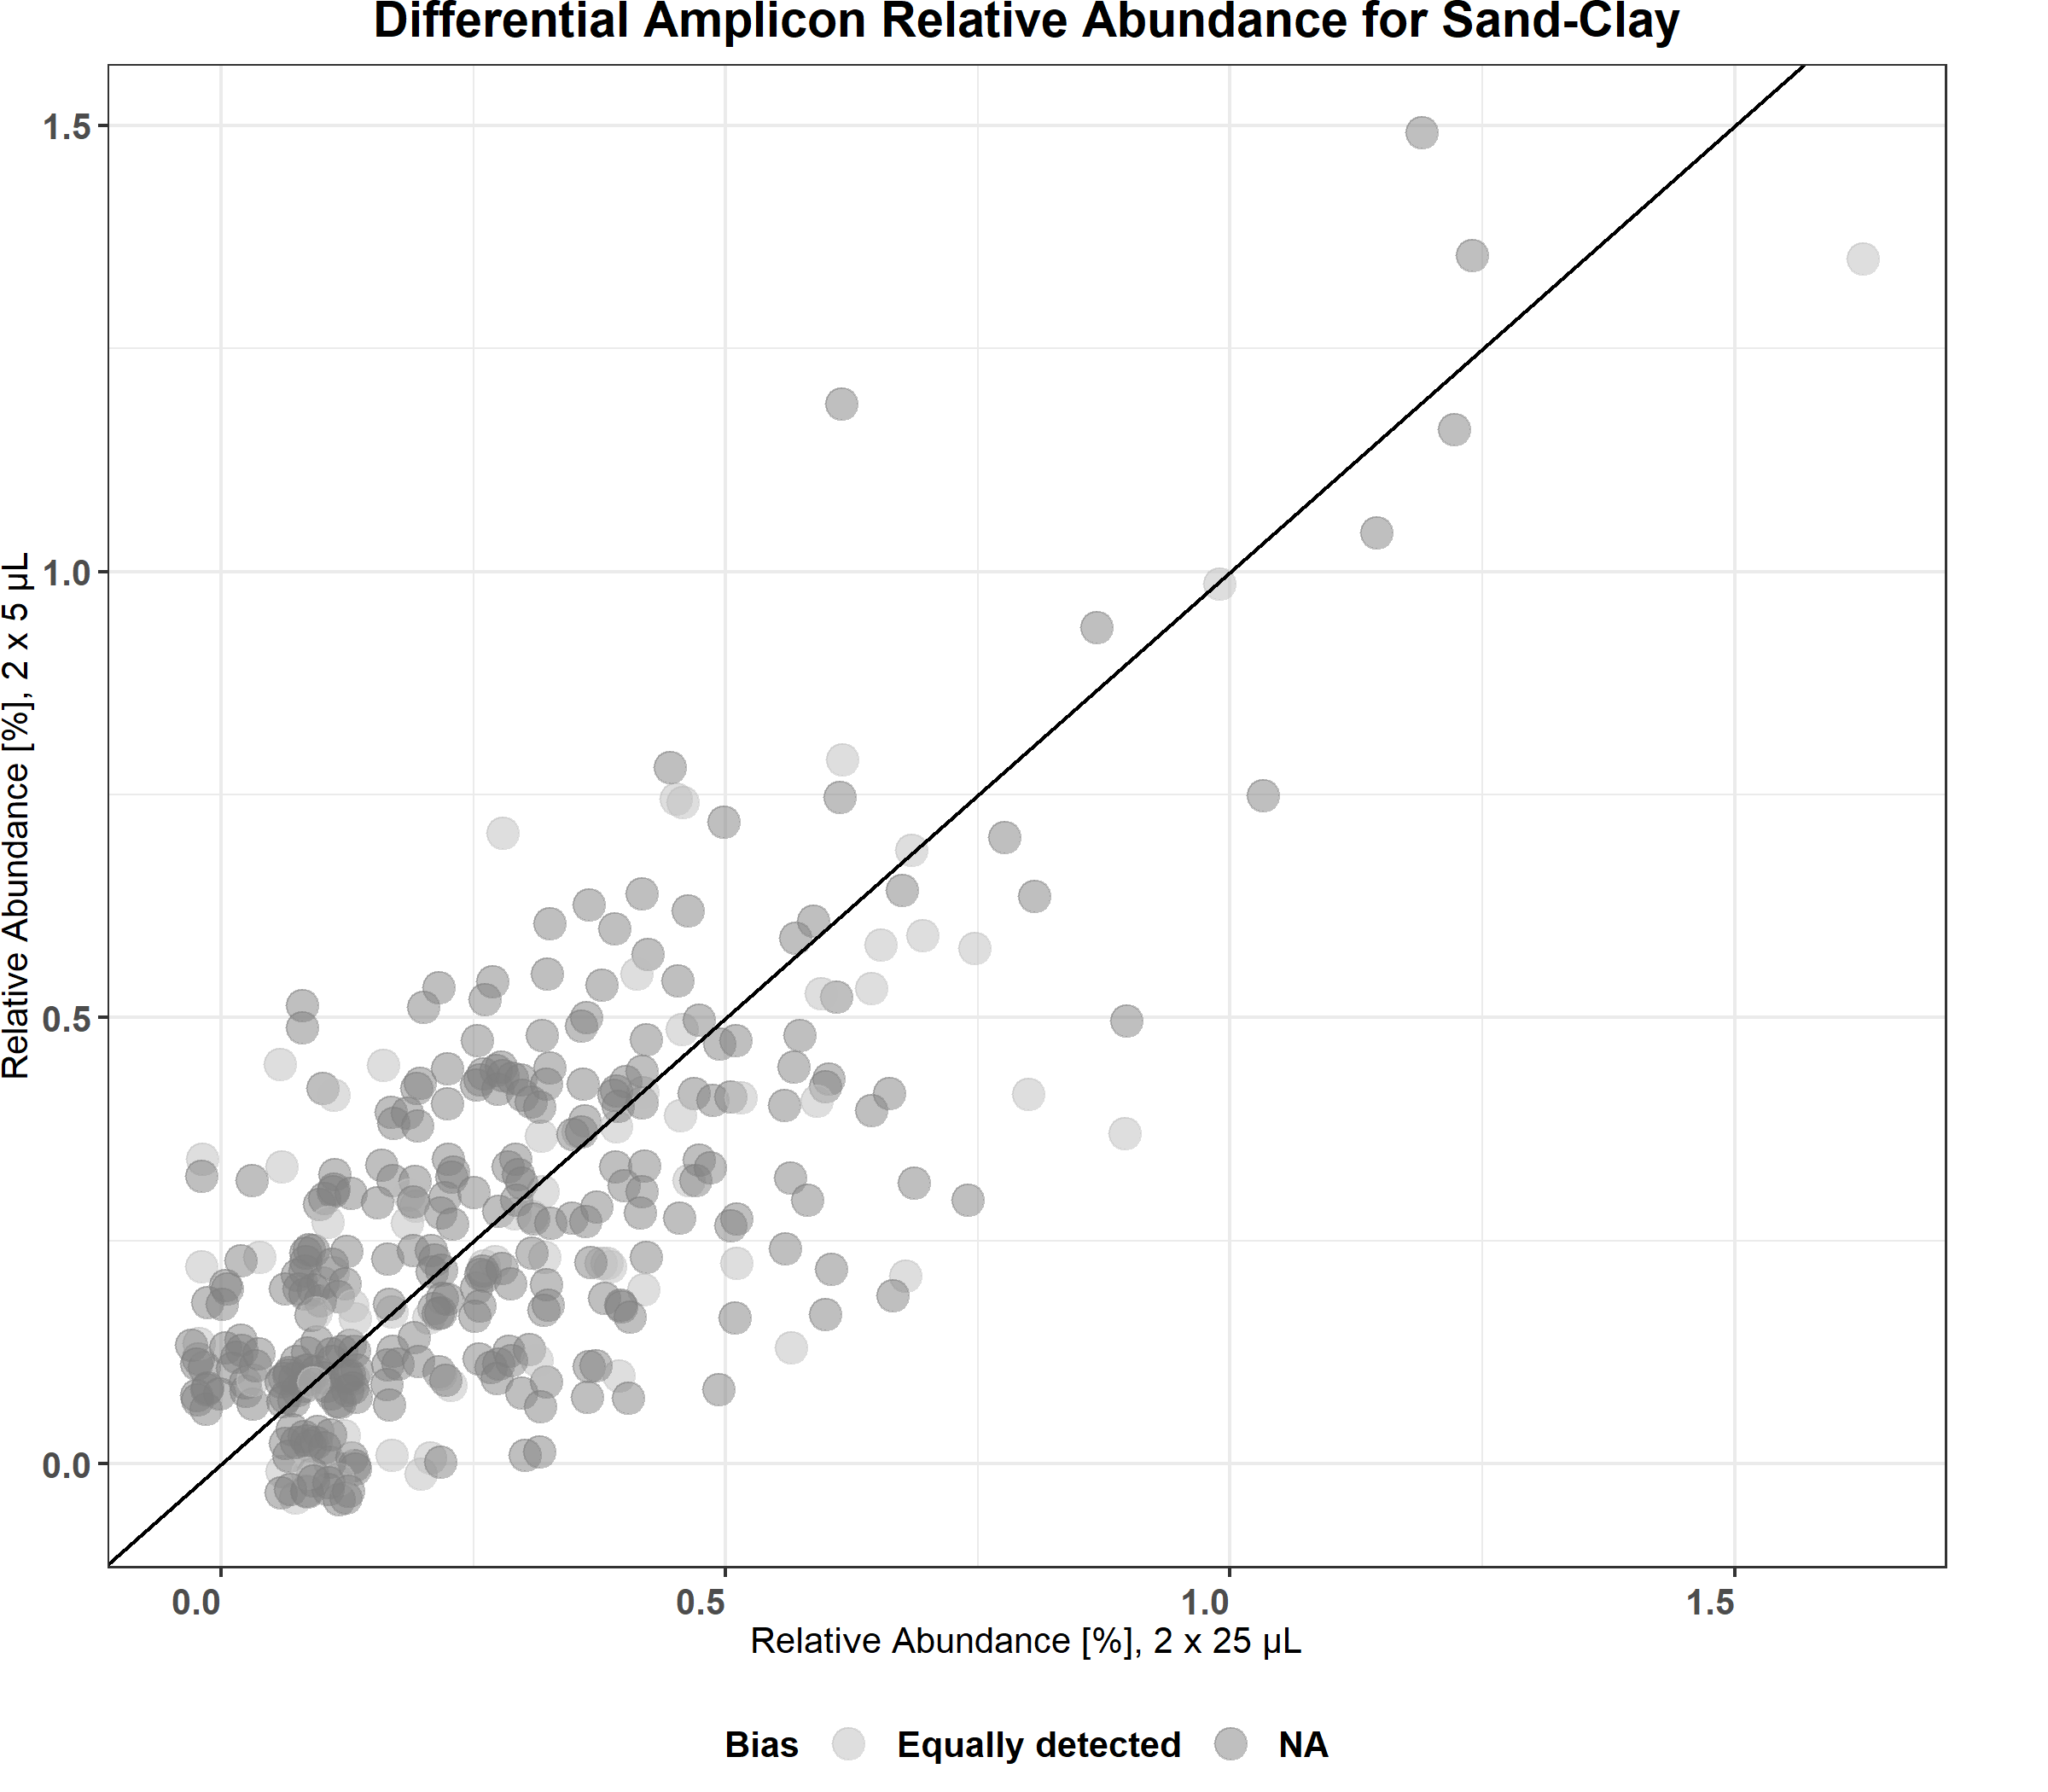 Differential Amplicon Relative Abundance for Sand-Clay
Relative Abundance [%], 2 x 5 µL
1.5
1.0
0.5
0.0
0.0 0.5 1.0 1.5
Relative Abundance [%], 2 x 25 µL
Bias Equally detected NA